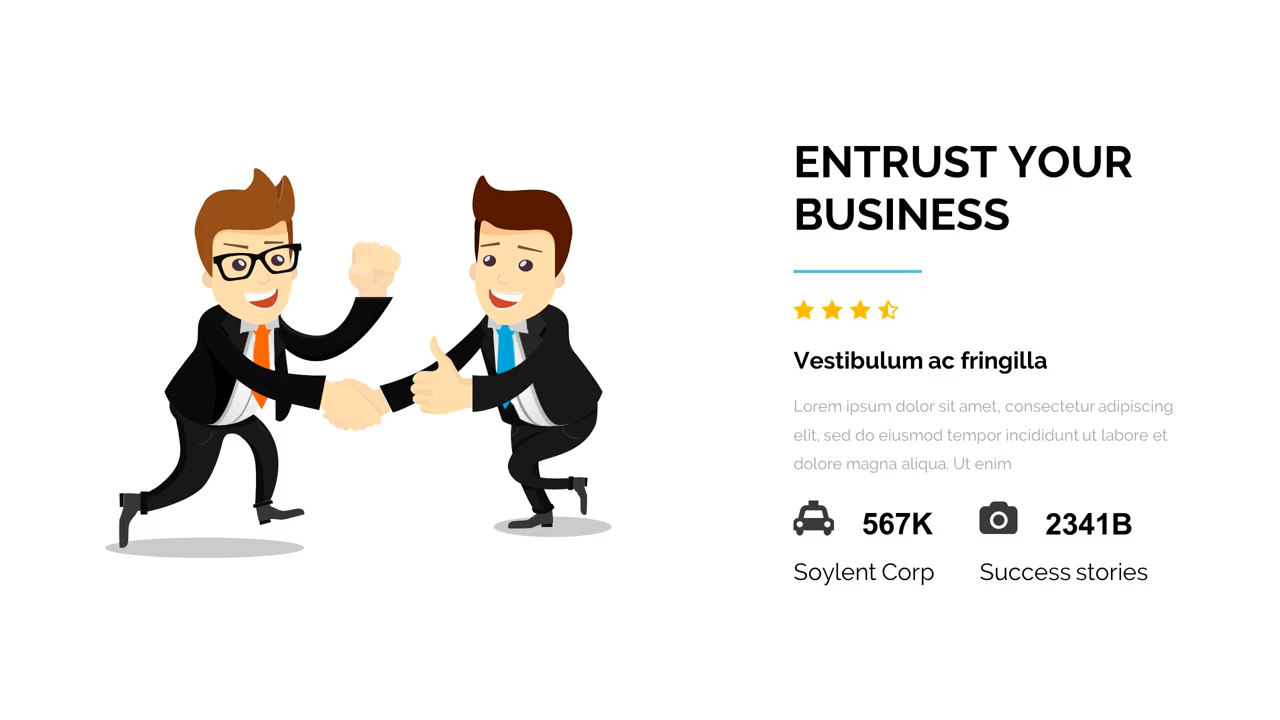 ENTRUST YOUR
BUSINESS
Vestibulum ac fringilla
Lorem ipsum dolor sit amet, consectetur adipiscing
elit, sed do eiusmod tempor incididunt ut labore et
dolore magna aliqua. Ut enim
567K
2341B
Soylent Corp
Success stories